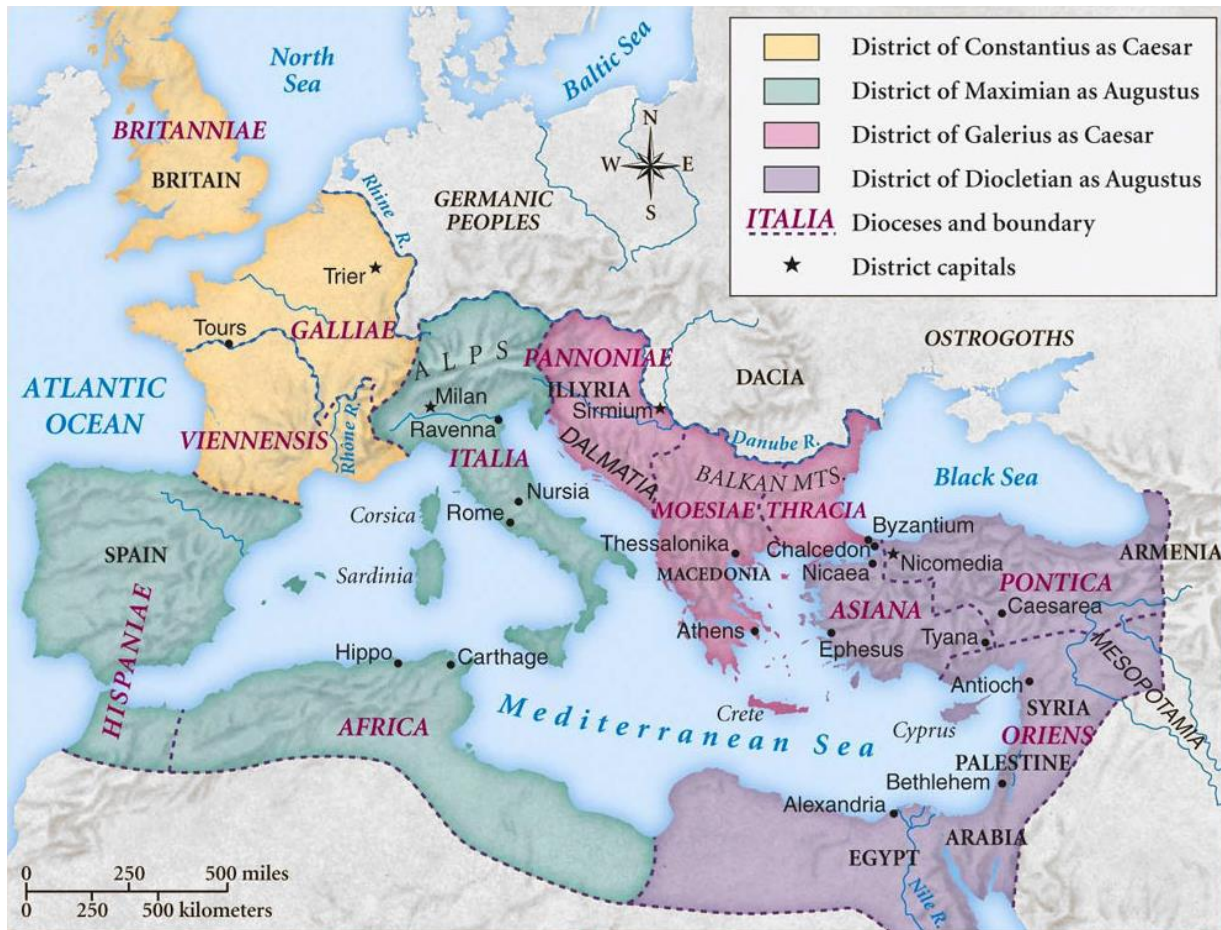 District of Constantius as Caesar
District of Maximian as Augustus
District of Galerius as Caesar
District of Diocletian as Augustus
ITALIA
Dioceses and boundary
District capitals
North
Sea
Baltic Sea
BRITANNIAE
BRITAIN
N
W
E
S
Rhine R.
GERMANIC
PEOPLES
Trier
Tours
GALLIAE
ALPS
PANNONIAE
OSTROGOTHS
ATLANTIC
OCEAN
Milan
ILLYRIA
DACIA
Sirmium
VIENNENSIS
Rhône R.
Ravenna
ITALIA
DALMATIA
Danube R.
BALKAN MTS.
Black Sea
Corsica
Nursia
Rome
MOESIAE
THRACIA
Byzantium
SPAIN
Thessalonika
Chalcedon
Nicomedia
ARMENIA
Sardinia
MACEDONIA
Nicaea
PONTICA
HISPANIAE
ASIANA
Caesarea
Athens
Ephesus
Tyana
MESOPOTAMIA
Hippo
Carthage
Antioch
SYRIA
AFRICA
Mediterranean Sea
Crete
Cyprus
ORIENS
PALESTINE
Bethlehem
Alexandria
ARABIA
EGYPT
Nile R.
0 250 500 miles
0 250 500 kilometers